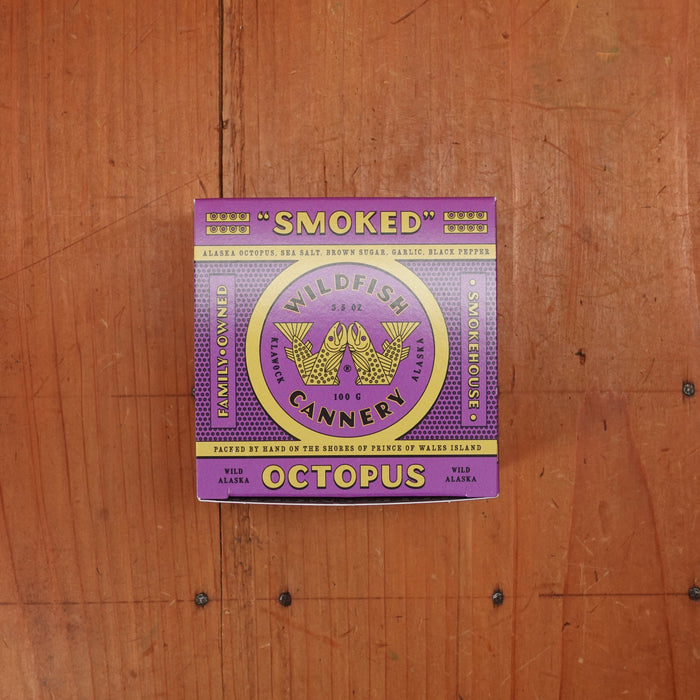 "SMOKED"
ALASKA OCTOPUS, SEA SALT, BROWN SUGAR, GARLIC, BLACK PEPPER
FAMILY • OWNED
WILDFISH
3.5 OZ
KLAWOCK
ALASKA
®
100 G
CANNERY
• SMOKEHOUSE •
PACKED BY HAND ON THE SHORES OF PRINCE OF WALES ISLAND
WILD
ALASKA
OCTOPUS
WILD
ALASKA